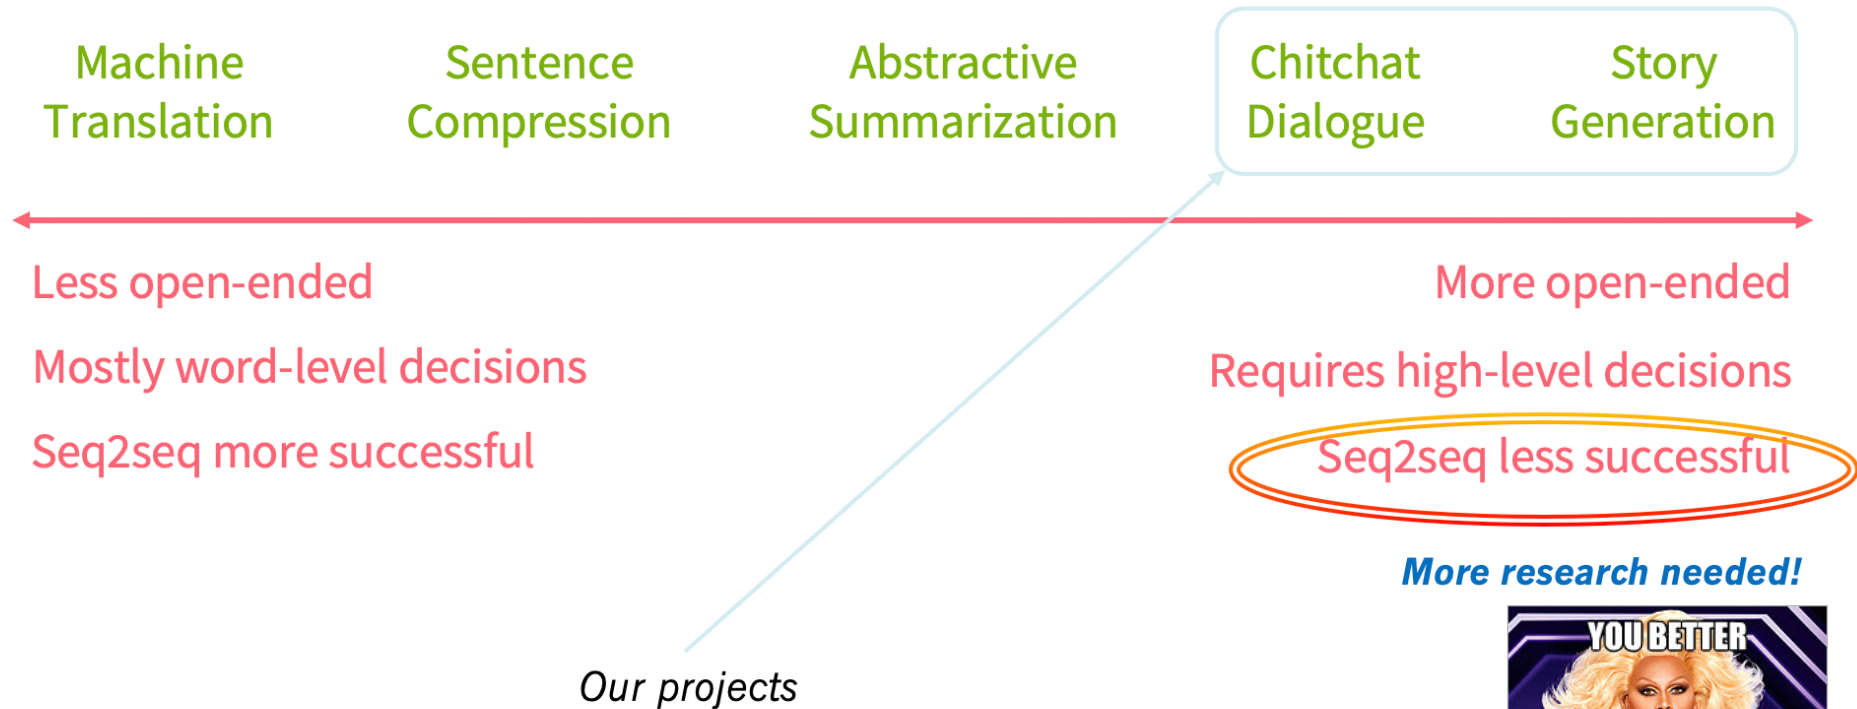 Machine Translation
Sentence Compression
Abstractive Summarization
Chitchat Dialogue
Story Generation
Less open-ended
More open-ended
Mostly word-level decisions
Requires high-level decisions
Seq2seq more successful
Seq2seq less successful
More research needed!
YOU BETTER
Our projects